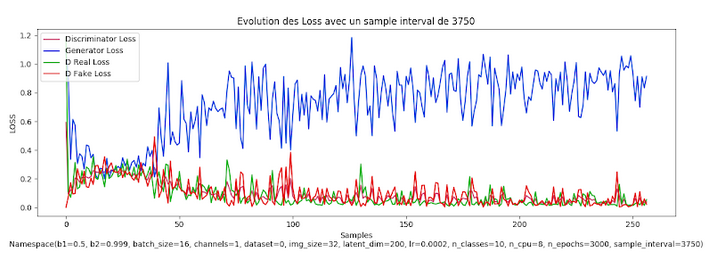 Evolution des Loss avec un sample interval de 3750
Discriminator Loss
Generator Loss
D Real Loss
D Fake Loss
LOSS
1.2
1.0
0.8
0.6
0.4
0.2
0.0
0 50 100 150 200 250
Samples
Namespace(b1=0.5, b2=0.999, batch_size=16, channels=1, dataset=0, img_size=32, latent_dim=200, lr=0.0002, n_classes=10, n_cpu=8, n_epochs=3000, sample_interval=3750)